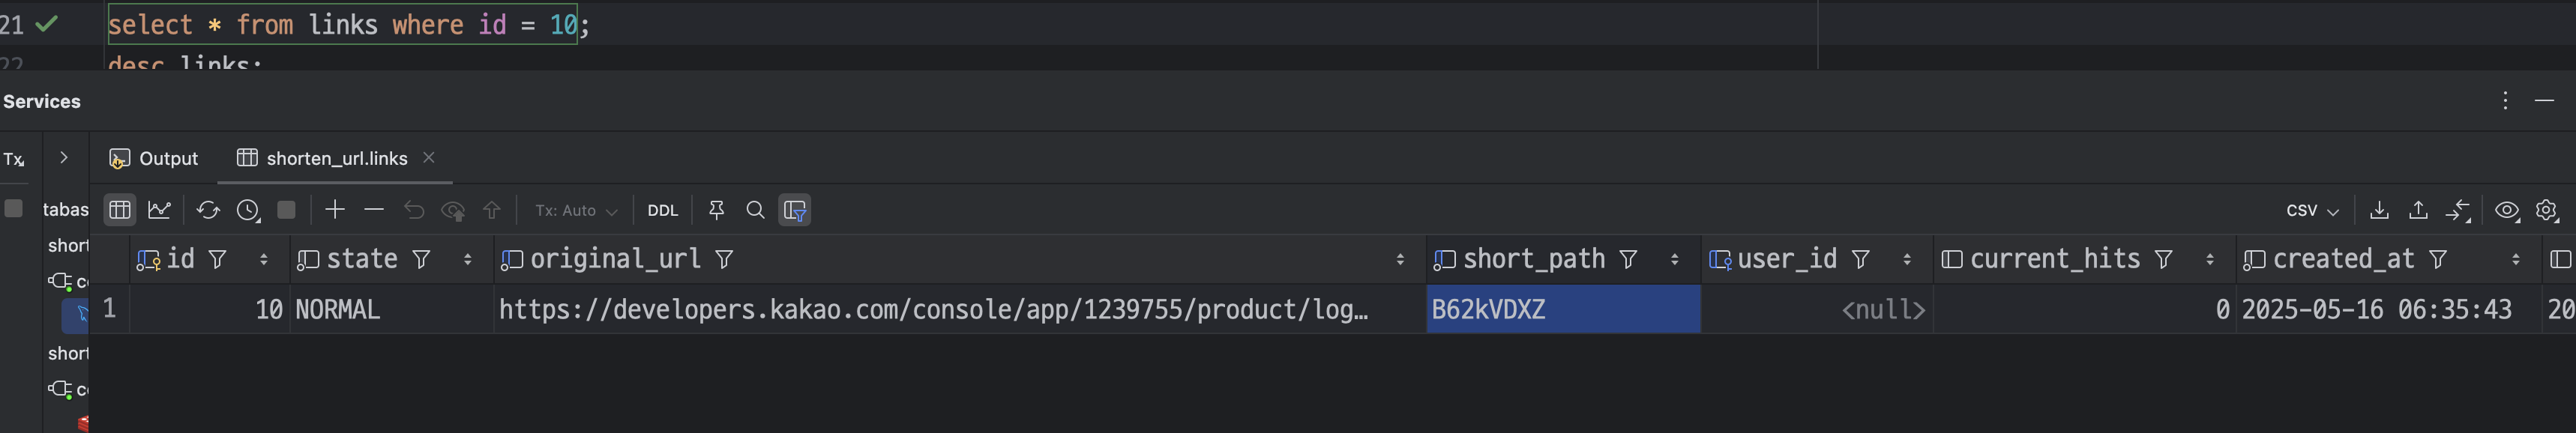 21 select * from links where id = 10;
22 desc links;
Services
Tx
Output shorten_url.links
Tx: Auto DDL CSV
tabas
short
id state original_url short_path user_id current_hits created_at
co
1 10 NORMAL https://developers.kakao.com/console/app/1239755/product/log… B62kVDXZ <null> 0 2025-05-16 06:35:43 20
short
co